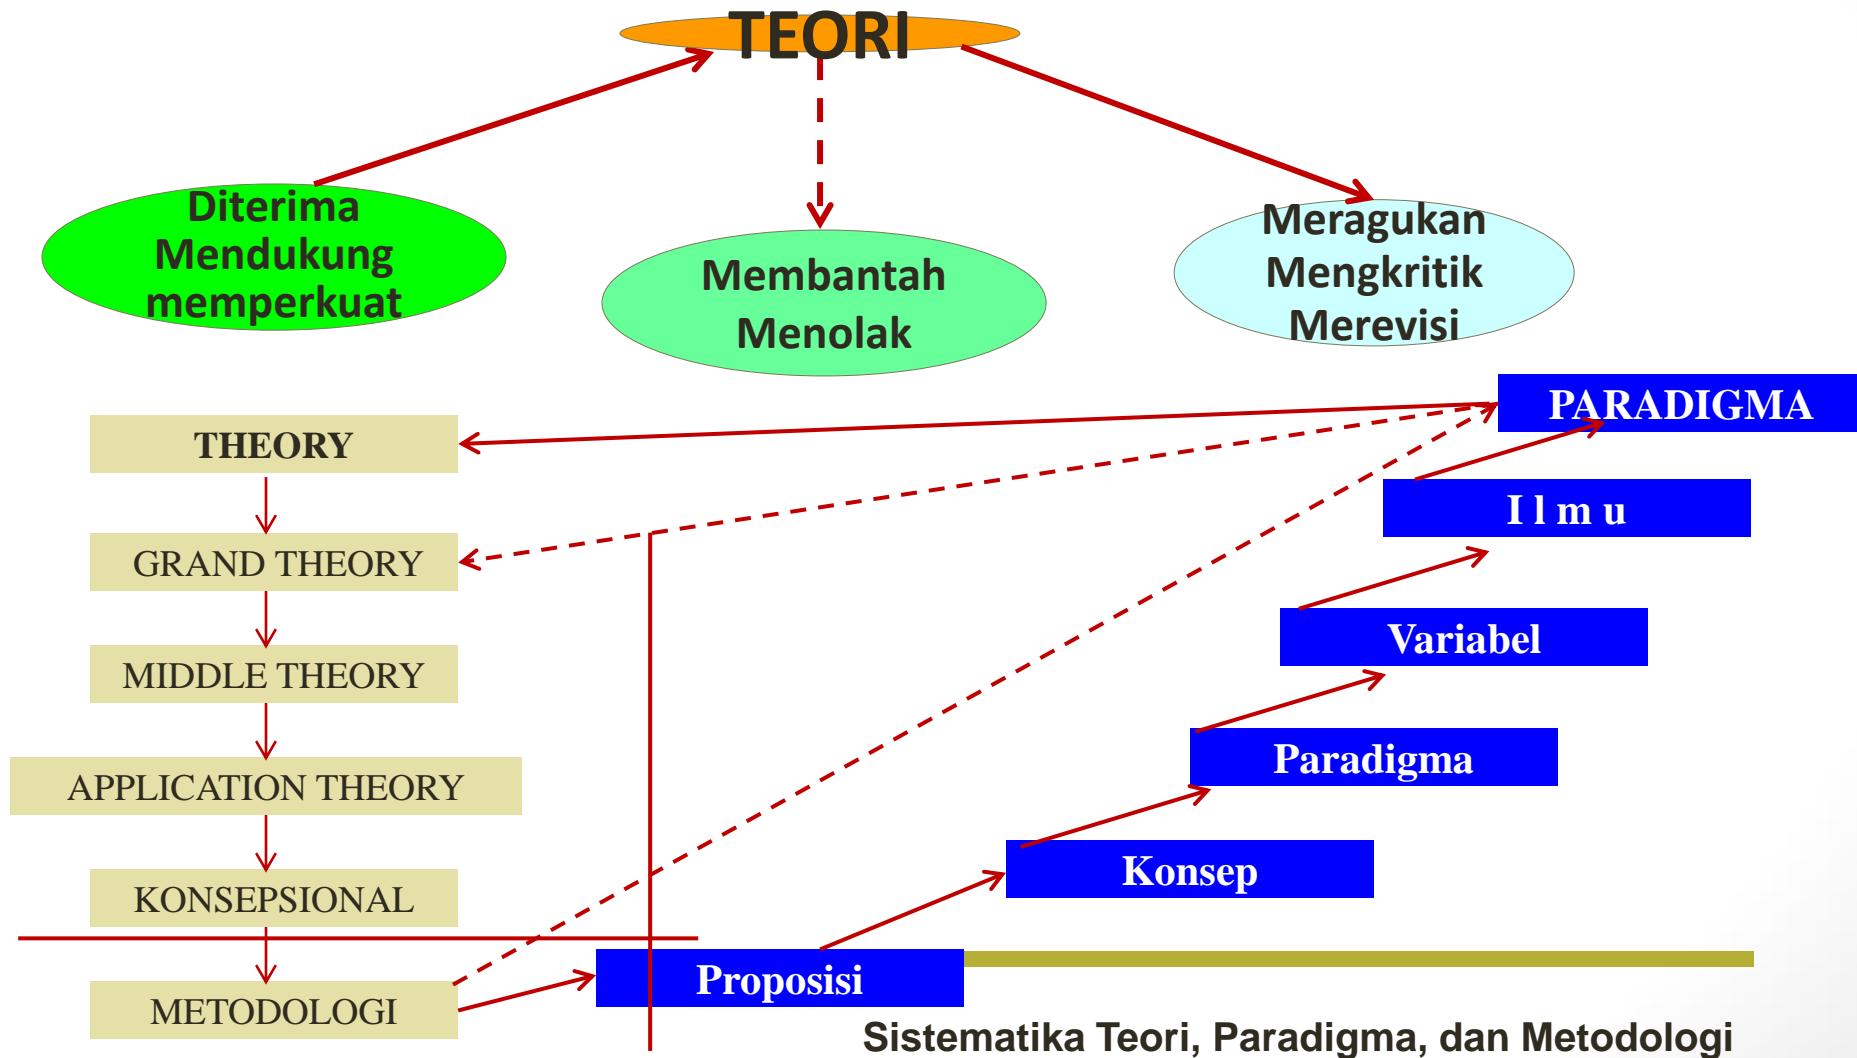 TEORI
Diterima
Mendukung
memperkuat
Membantah
Menolak
Meragukan
Mengkritik
Merevisi
PARADIGMA
THEORY
I l m u
GRAND THEORY
Variabel
MIDDLE THEORY
Paradigma
APPLICATION THEORY
Konsep
KONSEPSIONAL
Proposisi
METODOLOGI
Sistematika Teori, Paradigma, dan Metodologi